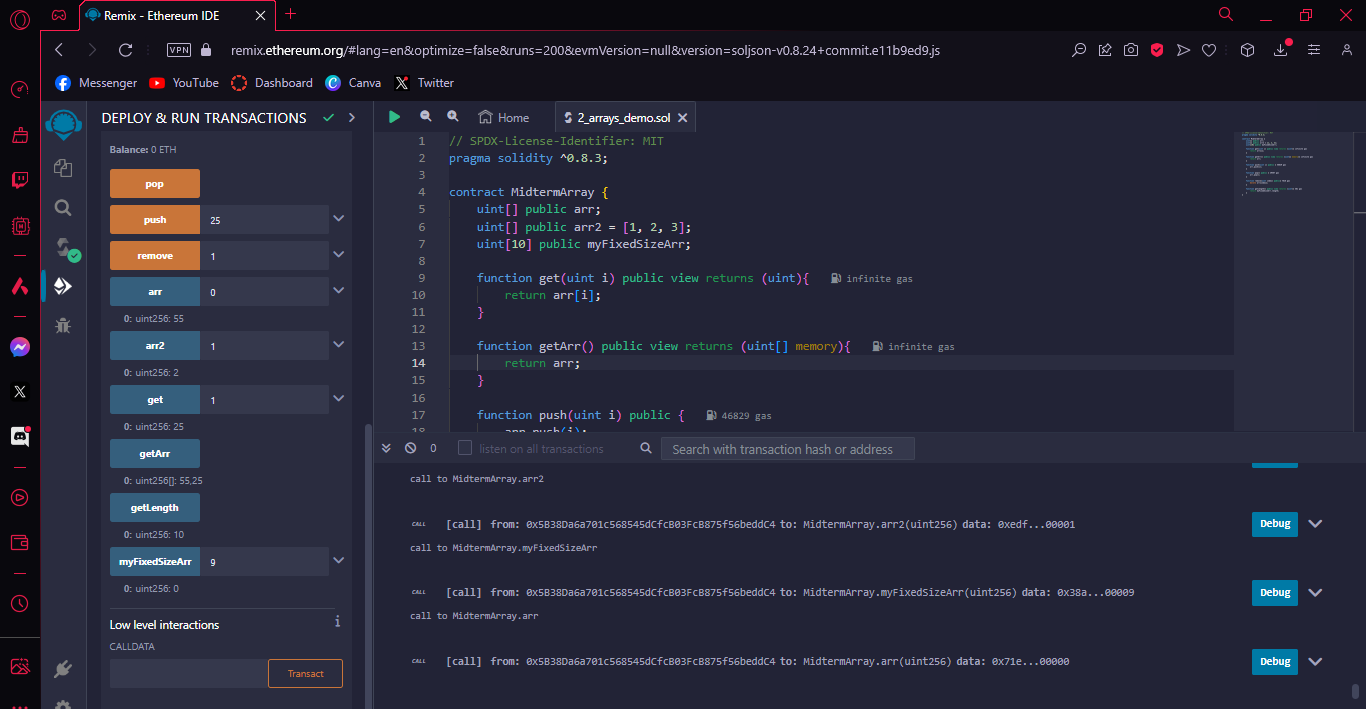 Remix - Ethereum IDE
VPN
remix.ethereum.org/#lang=en&optimize=false&runs=200&evmVersion=null&version=soljson-v0.8.24+commit.e11b9ed9.js
Messenger YouTube Dashboard Canva Twitter
DEPLOY & RUN TRANSACTIONS
Balance: 0 ETH
pop
push 25
remove 1
arr 0
0: uint256: 55
arr2 1
0: uint256: 2
get 1
0: uint256: 25
getArr
0: uint256[]: 55,25
getLength
0: uint256: 10
myFixedSizeArr 9
0: uint256: 0
Low level interactions
i
CALLDATA
Transact
Home
2_arrays_demo.sol
1 // SPDX-License-Identifier: MIT
2 pragma solidity ^0.8.3;
3
4 contract MidtermArray {
5 uint[] public arr;
6 uint[] public arr2 = [1, 2, 3];
7 uint[10] public myFixedSizeArr;
8
9 function get(uint i) public view returns (uint){ infinite gas
10 return arr[i];
11 }
12
13 function getArr() public view returns (uint[] memory){ infinite gas
14 return arr;
15 }
16
17 function push(uint i) public { 46829 gas
18 arr.push(i);
0 listen on all transactions Search with transaction hash or address
call to MidtermArray.arr2
CALL [call] from: 0x5B38Da6a701c568545dCfcB03FcB875f56beddC4 to: MidtermArray.arr2(uint256) data: 0xedf...00001 Debug
call to MidtermArray.myFixedSizeArr
CALL [call] from: 0x5B38Da6a701c568545dCfcB03FcB875f56beddC4 to: MidtermArray.myFixedSizeArr(uint256) data: 0x38a...00009 Debug
call to MidtermArray.arr
CALL [call] from: 0x5B38Da6a701c568545dCfcB03FcB875f56beddC4 to: MidtermArray.arr(uint256) data: 0x71e...00000 Debug